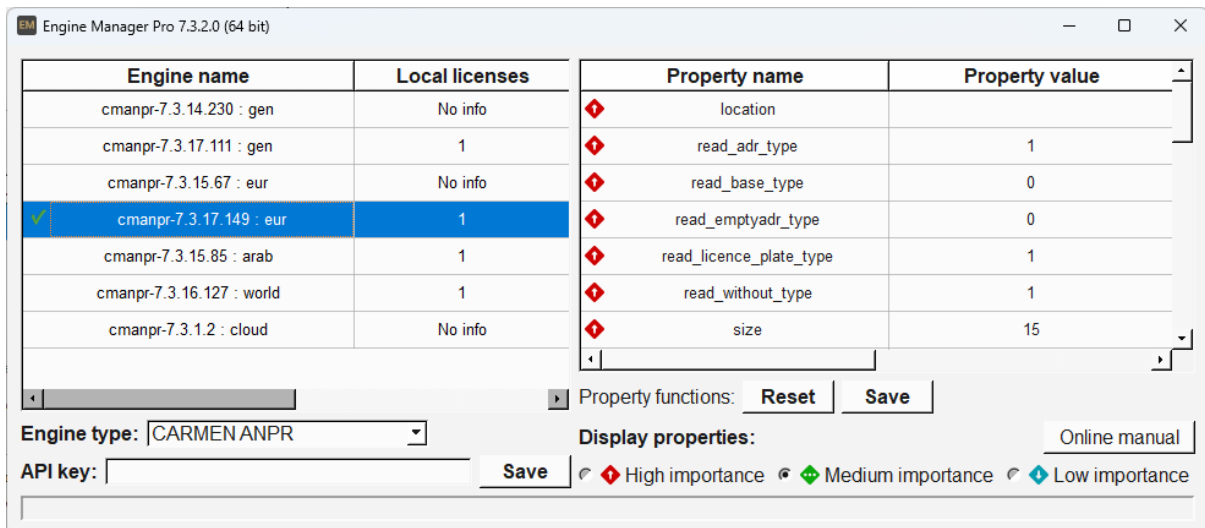 EM Engine Manager Pro 7.3.2.0 (64 bit)
Engine name Local licenses Property name Property value
cmanpr-7.3.14.230 : gen No info location
cmanpr-7.3.17.111 : gen 1 read_adr_type 1
cmanpr-7.3.15.67 : eur No info read_base_type 0
cmanpr-7.3.17.149 : eur 1 read_emptyadr_type 0
cmanpr-7.3.15.85 : arab 1 read_licence_plate_type 1
cmanpr-7.3.16.127 : world 1 read_without_type 1
cmanpr-7.3.1.2 : cloud No info size 15
Property functions: Reset Save
Engine type: CARMEN ANPR Display properties: Online manual
API key: Save High importance Medium importance Low importance